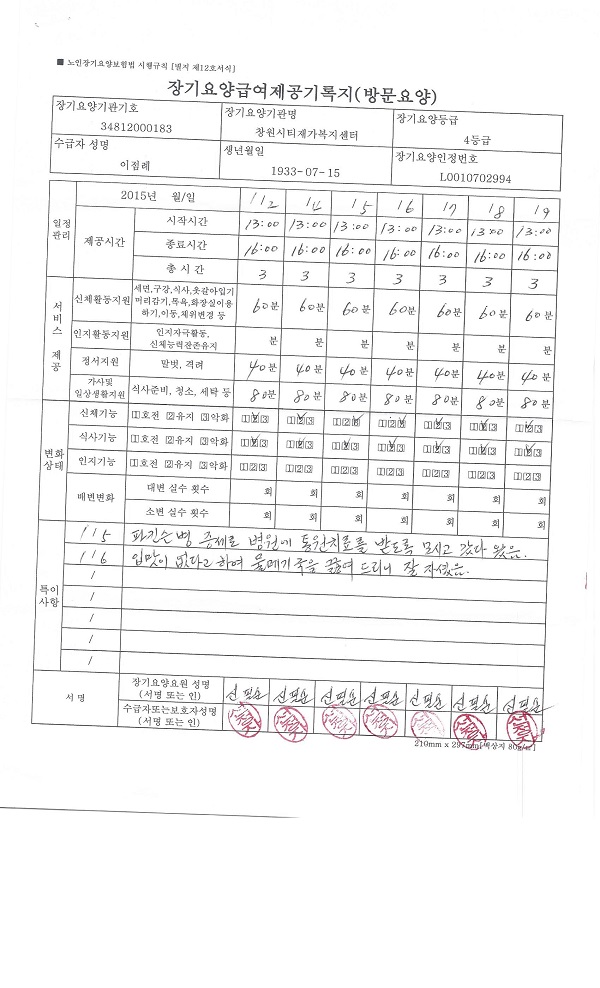 ■ 노인장기요양보험법 시행규칙 [별지 제12호서식]
장기요양급여제공기록지(방문요양)
장기요양기관기호 장기요양기관명 장기요양등급
34812000183 창원시티재가복지센터 4등급
수급자 성명 생년월일 장기요양인정번호
이점례 1933-07-15 L0010702994
일정관리 2015년 월/일 1/2 1/4 1/5 1/6 1/7 1/8 1/9
제공시간 시작시간 13:00 13:00 13:00 13:00 13:00 13:00 13:00
종료시간 16:00 16:00 16:00 16:00 16:00 16:00 16:00
총 시 간 3 3 3 3 3 3 3
서비스 제공
신체활동지원 세면,구강,식사,옷갈아입기
머리감기,목욕,화장실이용
하기,이동,체위변경 등 60분 60분 60분 60분 60분 60분 60분
인지활동지원 인지자극활동,
신체능력잔존유지 분 분 분 분 분 분 분
정서지원 말벗, 격려 40분 40분 40분 40분 40분 40분 40분
가사및
일상생활지원 식사준비, 청소, 세탁 등 80분 80분 80분 80분 80분 80분 80분
변화상태
신체기능 1호전 2유지 3악화 123 123 123 123 123 123 123
식사기능 1호전 2유지 3악화 123 123 123 123 123 123 123
인지기능 1호전 2유지 3악화 123 123 123 123 123 123 123
배변변화 대변 실수 횟수 회 회 회 회 회 회 회
소변 실수 횟수 회 회 회 회 회 회 회
특이사항
1/5 파킨슨병 증세로 병원에 통원치료를 받도록 모시고 갔다 왔음.
1/6 입맛이 없다고 하여 물메기 죽을 끓여 드리니 잘 자셨음.
/
/
/
/
서 명
장기요양요원 성명
(서명 또는 인) 신필순 신필순 신필순 신필순 신필순 신필순 신필순
수급자또는보호자성명
(서명 또는 인)
210mm x 297mm[백상지 80g/㎡]